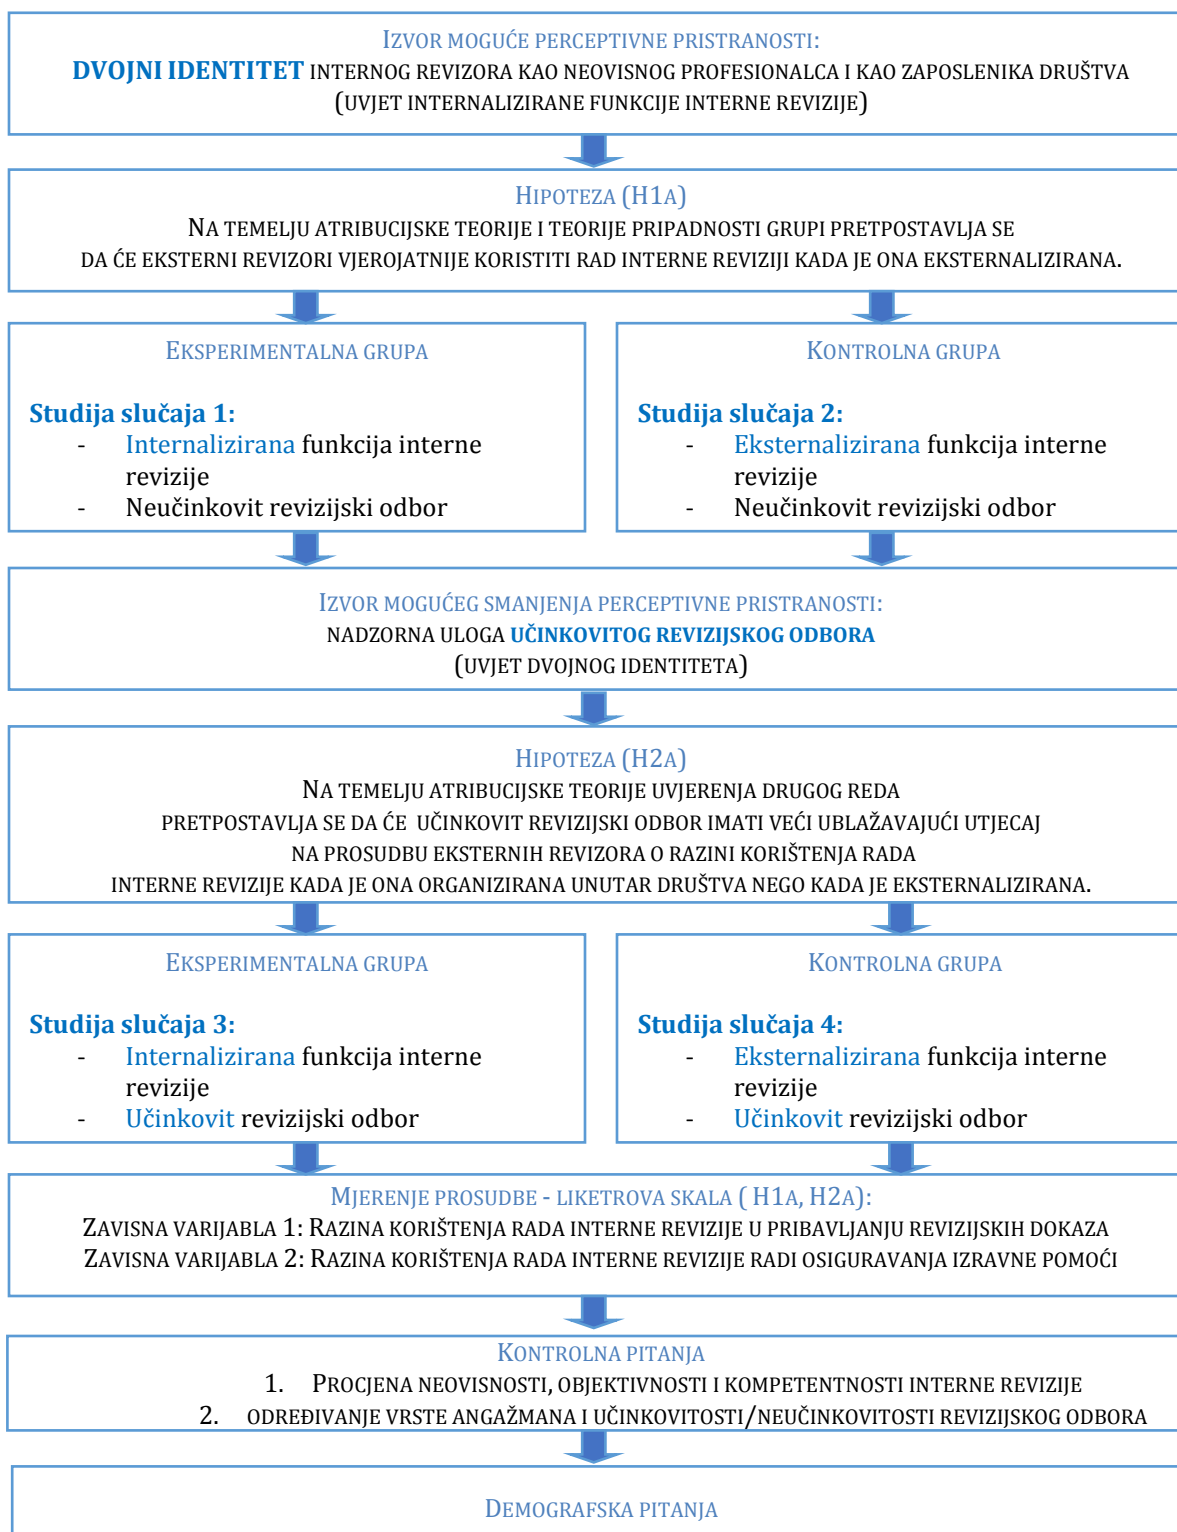 IZVOR MOGUĆE PERCEPTIVNE PRISTRANOSTI:
DVOJNI IDENTITET INTERNOG REVIZORA KAO NEOVISNOG PROFESIONALCA I KAO ZAPOSLENIKA DRUŠTVA
(UVJET INTERNALIZIRANE FUNKCIJE INTERNE REVIZIJE)
HIPOTEZA (H1A)
NA TEMELJU ATRIBUCIJSKE TEORIJE I TEORIJE PRIPADNOSTI GRUPI PRETPOSTAVLJA SE
DA ĆE EKSTERNI REVIZORI VJEROJATNIJE KORISTITI RAD INTERNE REVIZIJI KADA JE ONA EKSTERNALIZIRANA.
EKSPERIMENTALNA GRUPA
Studija slučaja 1:
- Internalizirana funkcija interne
revizije
- Neučinkovit revizijski odbor
KONTROLNA GRUPA
Studija slučaja 2:
- Eksternalizirana funkcija interne
revizije
- Neučinkovit revizijski odbor
IZVOR MOGUĆEG SMANJENJA PERCEPTIVNE PRISTRANOSTI:
NADZORNA ULOGA UČINKOVITOG REVIZIJSKOG ODBORA
(UVJET DVOJNOG IDENTITETA)
HIPOTEZA (H2A)
NA TEMELJU ATRIBUCIJSKE TEORIJE UVJERENJA DRUGOG REDA
PRETPOSTAVLJA SE DA ĆE UČINKOVIT REVIZIJSKI ODBOR IMATI VEĆI UBLAŽAVAJUĆI UTJECAJ
NA PROSUDBU EKSTERNIH REVIZORA O RAZINI KORIŠTENJA RADA
INTERNE REVIZIJE KADA JE ONA ORGANIZIRANA UNUTAR DRUŠTVA NEGO KADA JE EKSTERNALIZIRANA.
EKSPERIMENTALNA GRUPA
Studija slučaja 3:
- Internalizirana funkcija interne
revizije
- Učinkovit revizijski odbor
KONTROLNA GRUPA
Studija slučaja 4:
- Eksternalizirana funkcija interne
revizije
- Učinkovit revizijski odbor
MJERENJE PROSUDBE - LIKETROVA SKALA ( H1A, H2A):
ZAVISNA VARIJABLA 1: RAZINA KORIŠTENJA RADA INTERNE REVIZIJE U PRIBAVLJANJU REVIZIJSKIH DOKAZA
ZAVISNA VARIJABLA 2: RAZINA KORIŠTENJA RADA INTERNE REVIZIJE RADI OSIGURAVANJA IZRAVNE POMOĆI
KONTROLNA PITANJA
1. PROCJENA NEOVISNOSTI, OBJEKTIVNOSTI I KOMPETENTNOSTI INTERNE REVIZIJE
2. ODREĐIVANJE VRSTE ANGAŽMANA I UČINKOVITOSTI/NEUČINKOVITOSTI REVIZIJSKOG ODBORA
DEMOGRAFSKA PITANJA